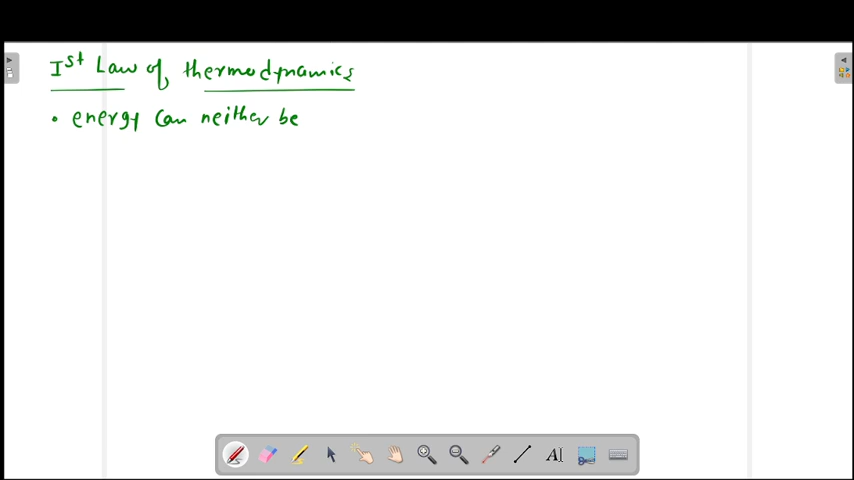 Ist Law of thermodynamics
• energy can neither be